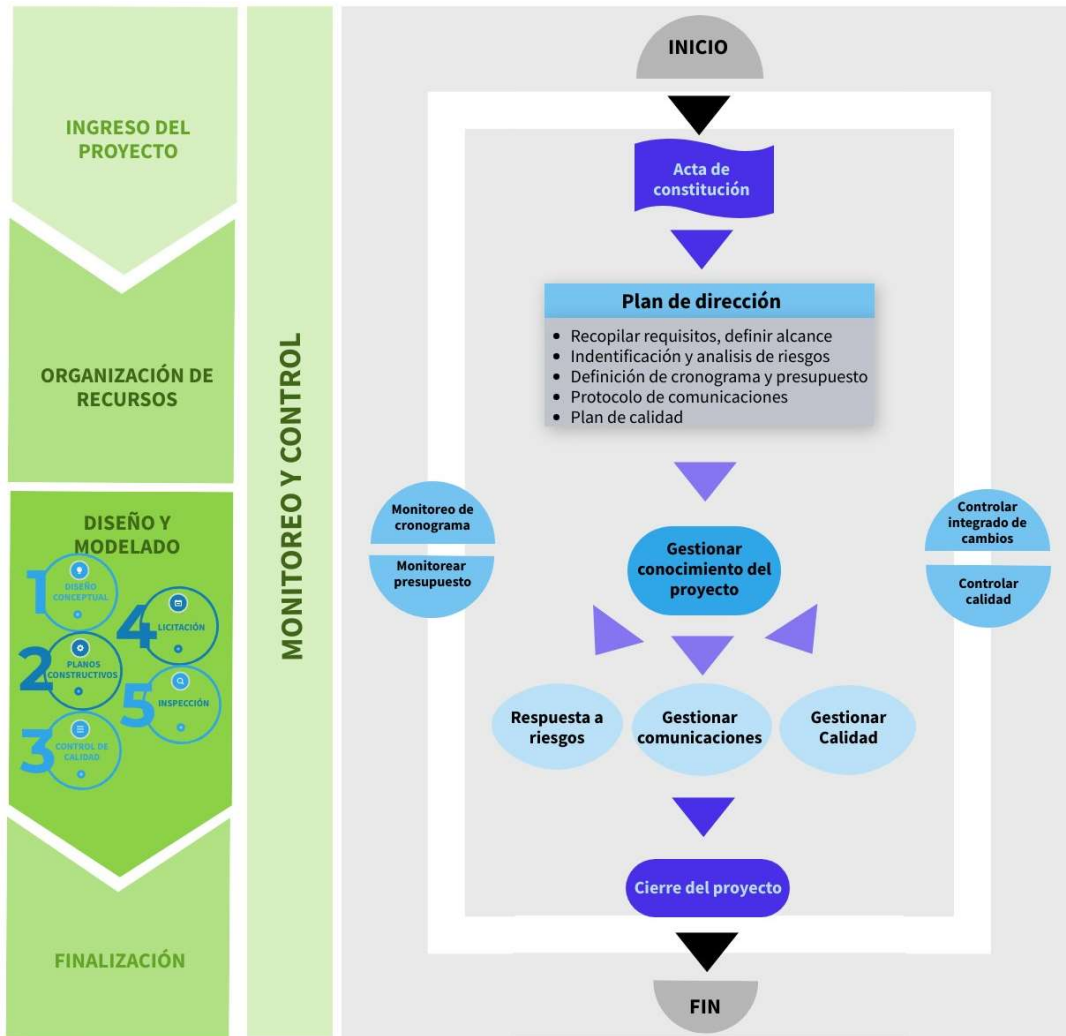 INGRESO DEL
PROYECTO
ORGANIZACIÓN DE
RECURSOS
DISEÑO Y
MODELADO
1
DISEÑO
CONCEPTUAL
2
PLANOS
CONSTRUCTIVOS
3
CONTROL DE
CALIDAD
4
LICITACIÓN
5
INSPECCIÓN
FINALIZACIÓN
MONITOREO Y CONTROL
INICIO
Acta de
constitución
Plan de dirección
• Recopilar requisitos, definir alcance
• Indentificación y analisis de riesgos
• Definición de cronograma y presupuesto
• Protocolo de comunicaciones
• Plan de calidad
Monitoreo de
cronograma
Monitorear
presupuesto
Gestionar
conocimiento del
proyecto
Controlar
integrado de
cambios
Controlar
calidad
Respuesta a
riesgos
Gestionar
comunicaciones
Gestionar
Calidad
Cierre del proyecto
FIN